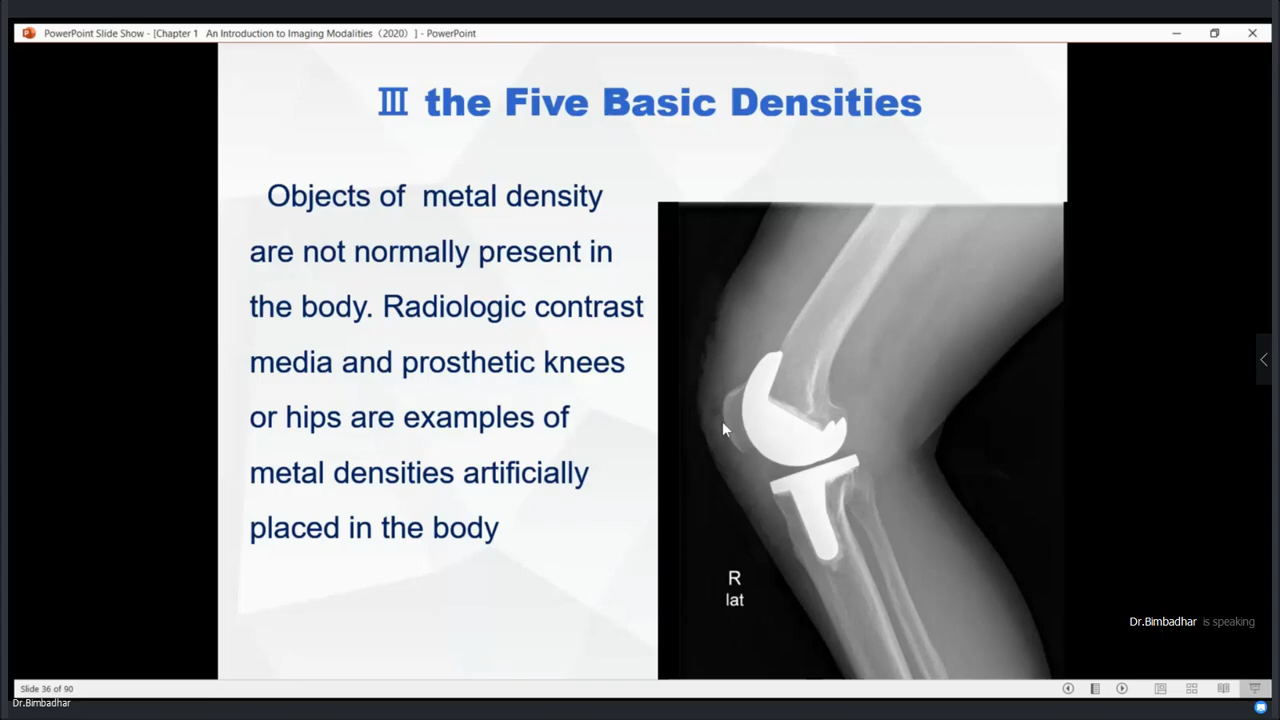 PowerPoint Slide Show - [Chapter 1 An Introduction to Imaging Modalities（2020）] - PowerPoint
Ⅲ the Five Basic Densities
Objects of metal density
are not normally present in
the body. Radiologic contrast
media and prosthetic knees
or hips are examples of
metal densities artificially
placed in the body
R
lat
Dr.Bimbadhar is speaking
Slide 36 of 90
Dr.Bimbadhar